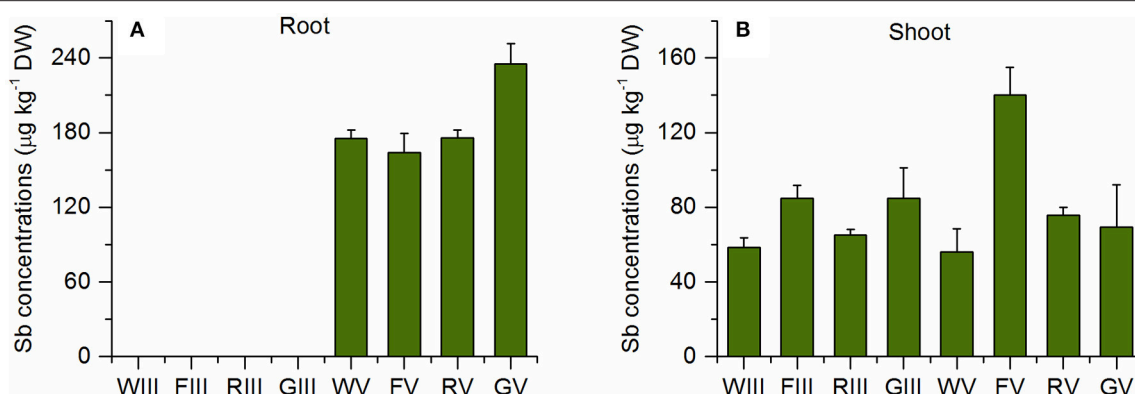 A
Root
Sb concentrations (µg kg-1 DW)
240
180
120
60
0
WIII FIII RIII GIII WV FV RV GV
B
Shoot
Sb concentrations (µg kg-1 DW)
160
120
80
40
0
WIII FIII RIII GIII WV FV RV GV